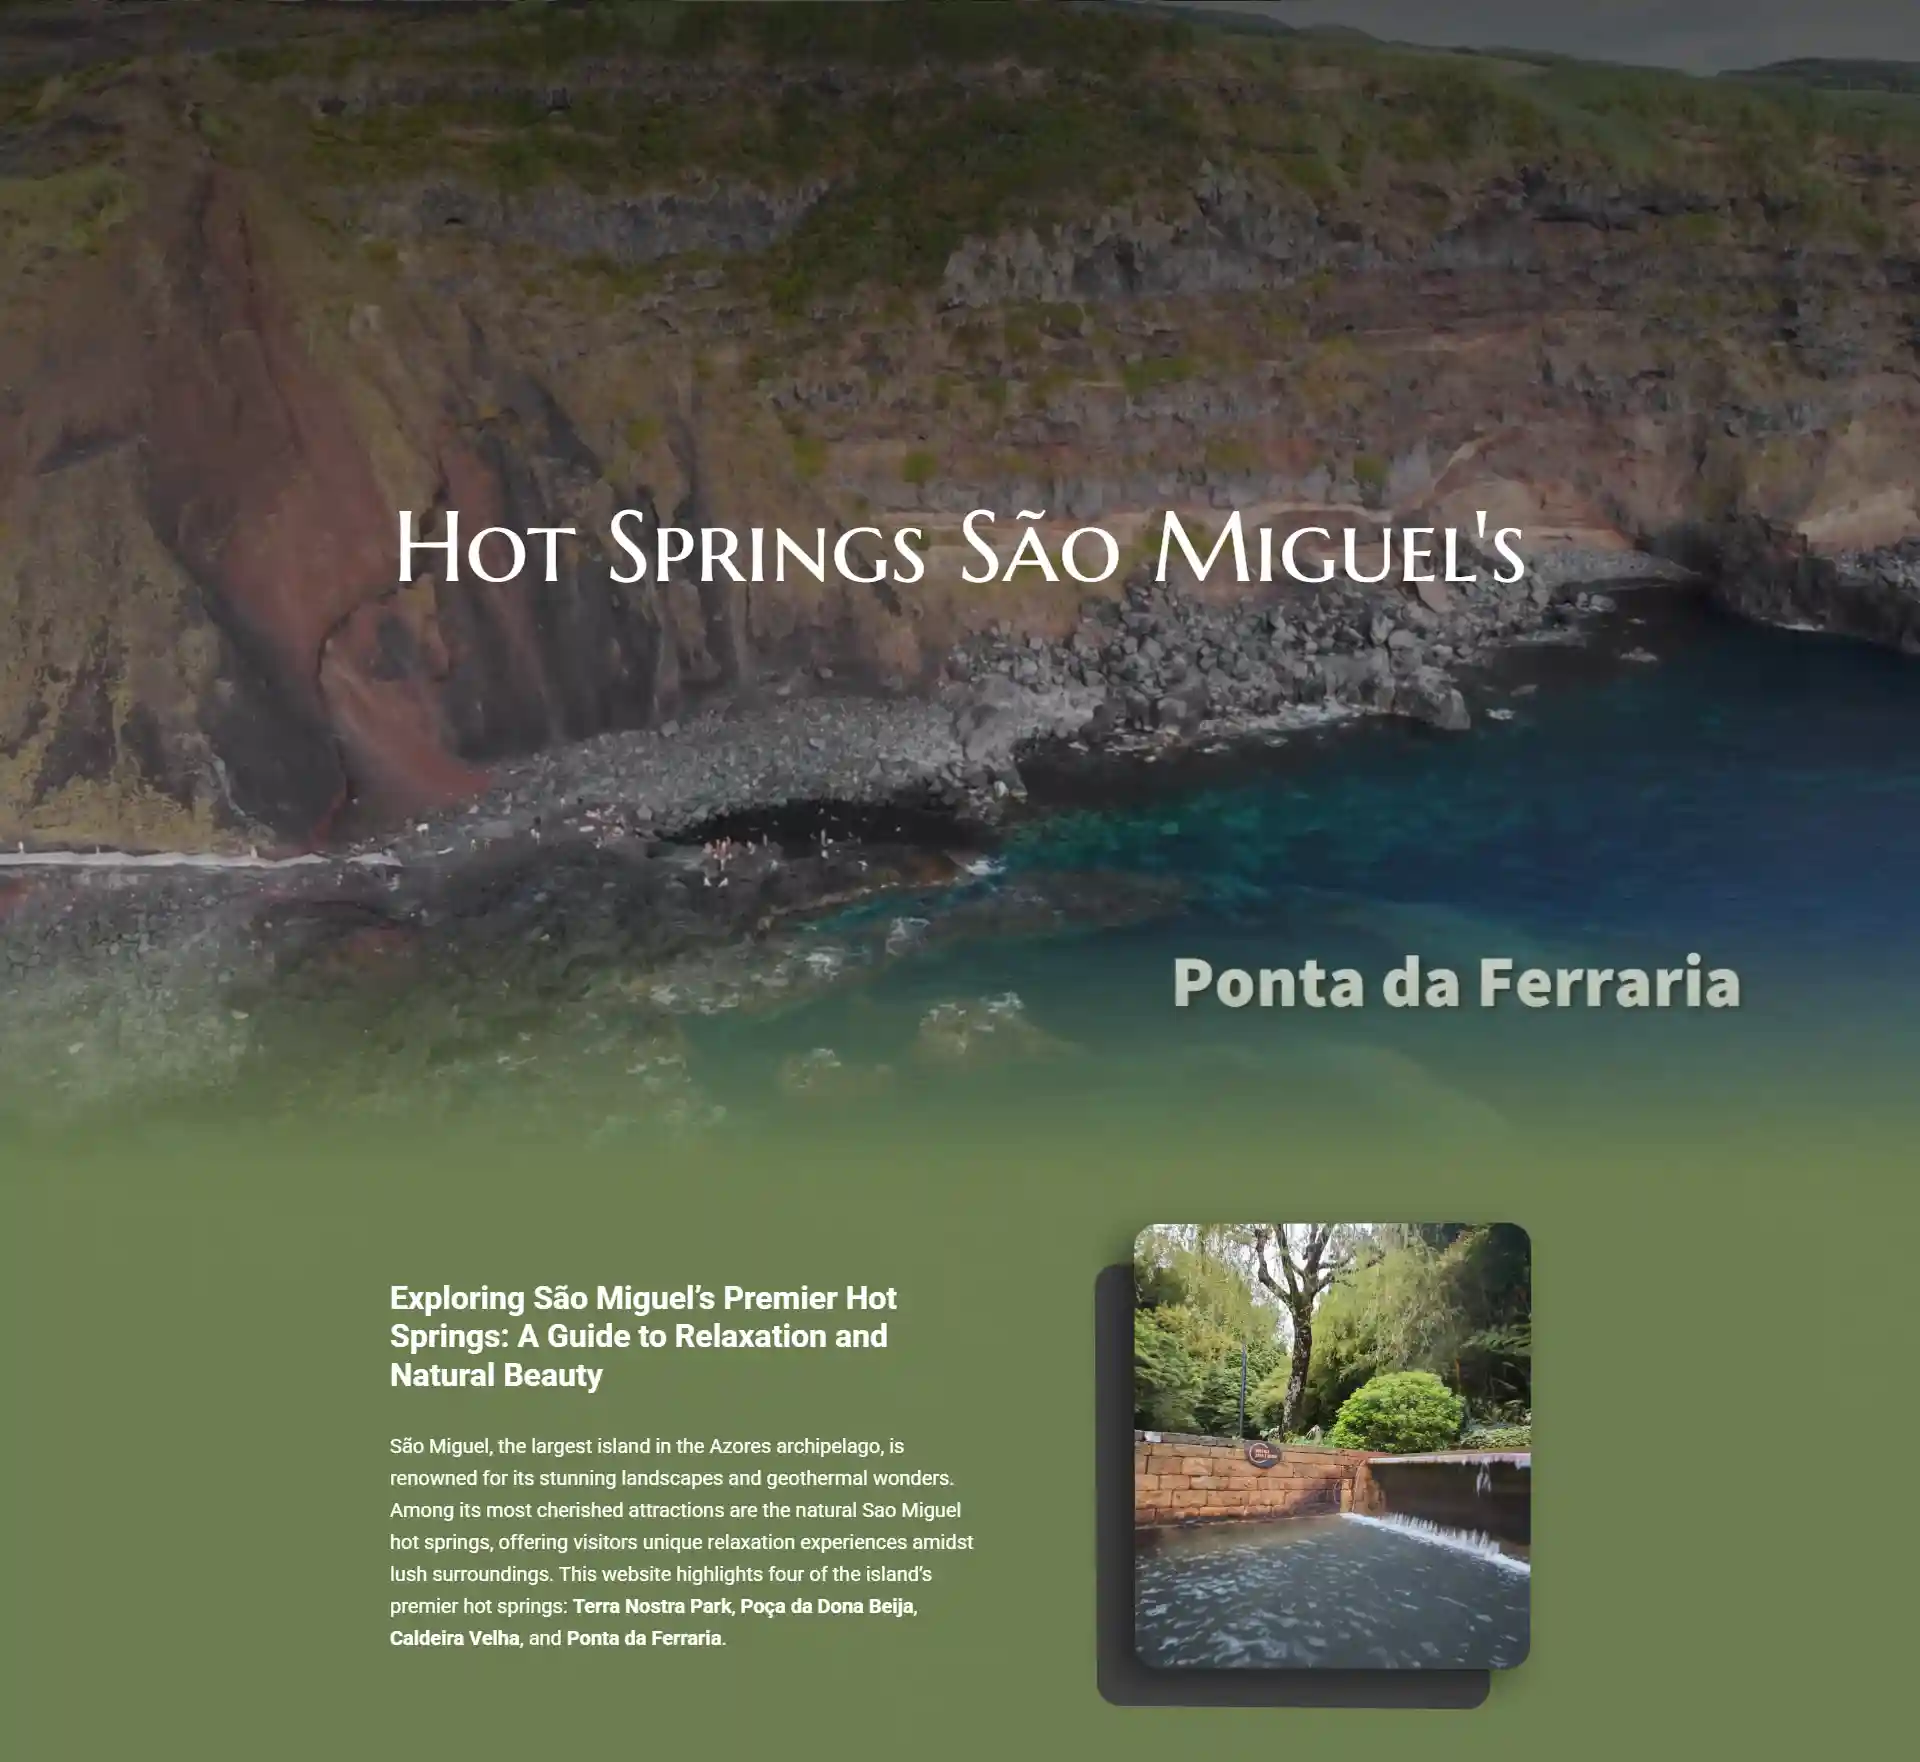 Hot Springs São Miguel's
Ponta da Ferraria
Exploring São Miguel’s Premier Hot
Springs: A Guide to Relaxation and
Natural Beauty
São Miguel, the largest island in the Azores archipelago, is
renowned for its stunning landscapes and geothermal wonders.
Among its most cherished attractions are the natural Sao Miguel
hot springs, offering visitors unique relaxation experiences amidst
lush surroundings. This website highlights four of the island’s
premier hot springs: Terra Nostra Park, Poça da Dona Beija,
Caldeira Velha, and Ponta da Ferraria.